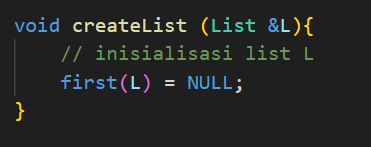 void createList (List &L){
    // inisialisasi list L
    first(L) = NULL;
}